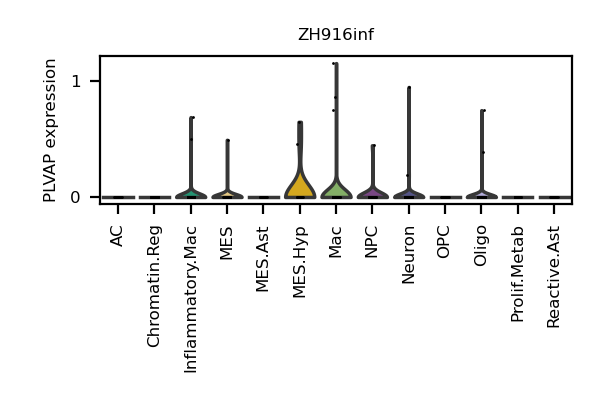 ZH916inf
PLVAP expression
1
0
AC
Chromatin.Reg
Inflammatory.Mac
MES
MES.Ast
MES.Hyp
Mac
NPC
Neuron
OPC
Oligo
Prolif.Metab
Reactive.Ast